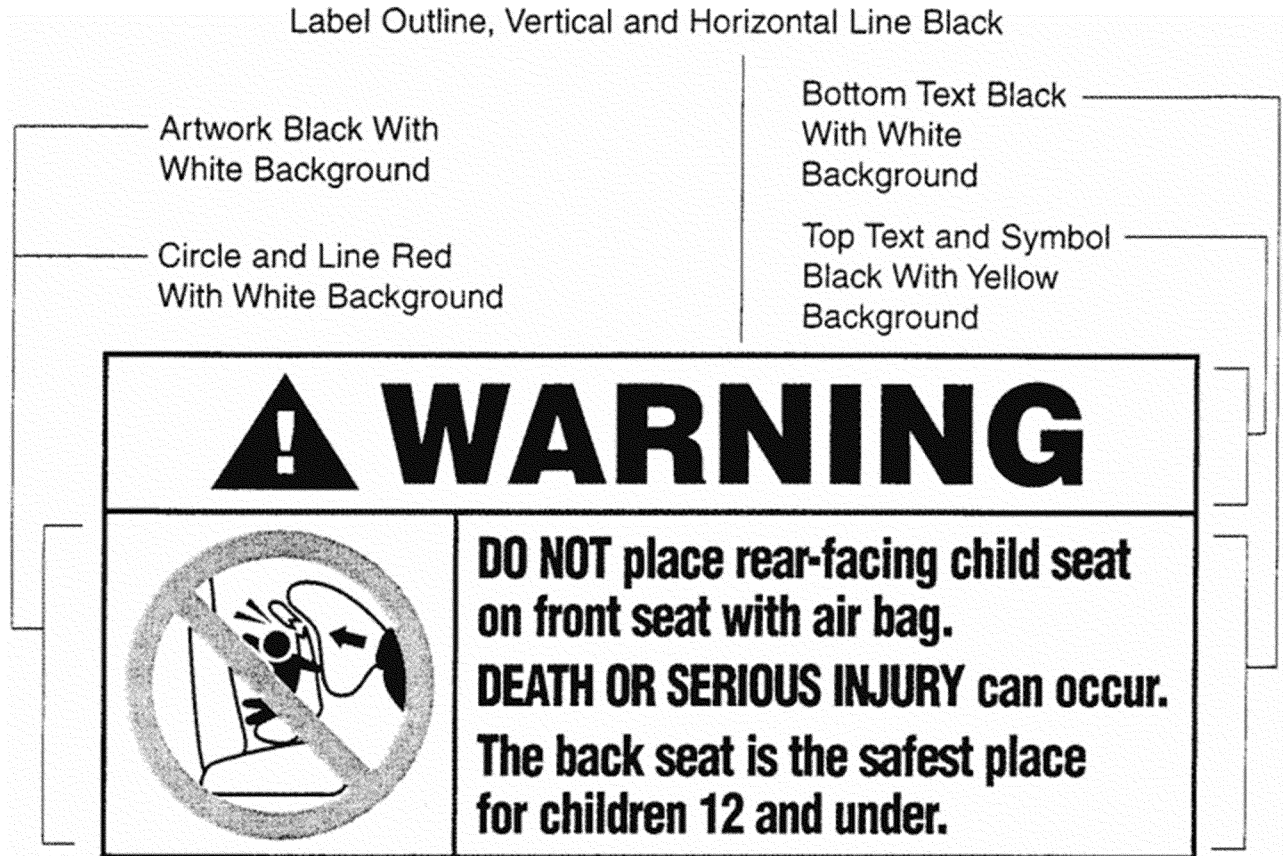 Label Outline, Vertical and Horizontal Line Black
Artwork Black With
White Background
Circle and Line Red
With White Background
Bottom Text Black
With White
Background
Top Text and Symbol
Black With Yellow
Background
! WARNING
DO NOT place rear-facing child seat
on front seat with air bag.
DEATH OR SERIOUS INJURY can occur.
The back seat is the safest place
for children 12 and under.